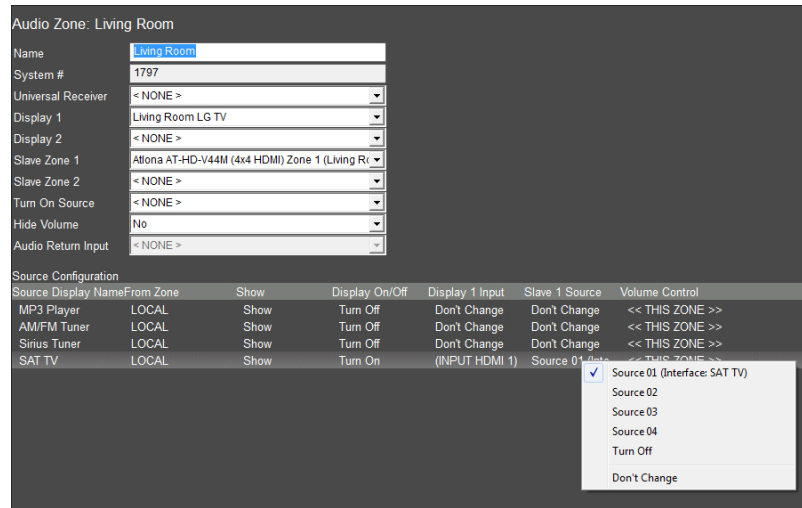 Audio Zone: Living Room
Name Living Room
System # 1797
Universal Receiver < NONE >
Display 1 Living Room LG TV
Display 2 < NONE >
Slave Zone 1 Atlona AT-HD-V44M (4x4 HDMI) Zone 1 (Living Ro
Slave Zone 2 < NONE >
Turn On Source < NONE >
Hide Volume No
Audio Return Input < NONE >
Source Configuration
Source Display Name From Zone Show Display On/Off Display 1 Input Slave 1 Source Volume Control
MP3 Player LOCAL Show Turn Off Don't Change Don't Change << THIS ZONE >>
AM/FM Tuner LOCAL Show Turn Off Don't Change Don't Change << THIS ZONE >>
Sirius Tuner LOCAL Show Turn Off Don't Change Don't Change << THIS ZONE >>
SAT TV LOCAL Show Turn On (INPUT HDMI 1) Source 01 (Inte << THIS ZONE >>
Source 01 (Interface: SAT TV)
Source 02
Source 03
Source 04
Turn Off
Don't Change